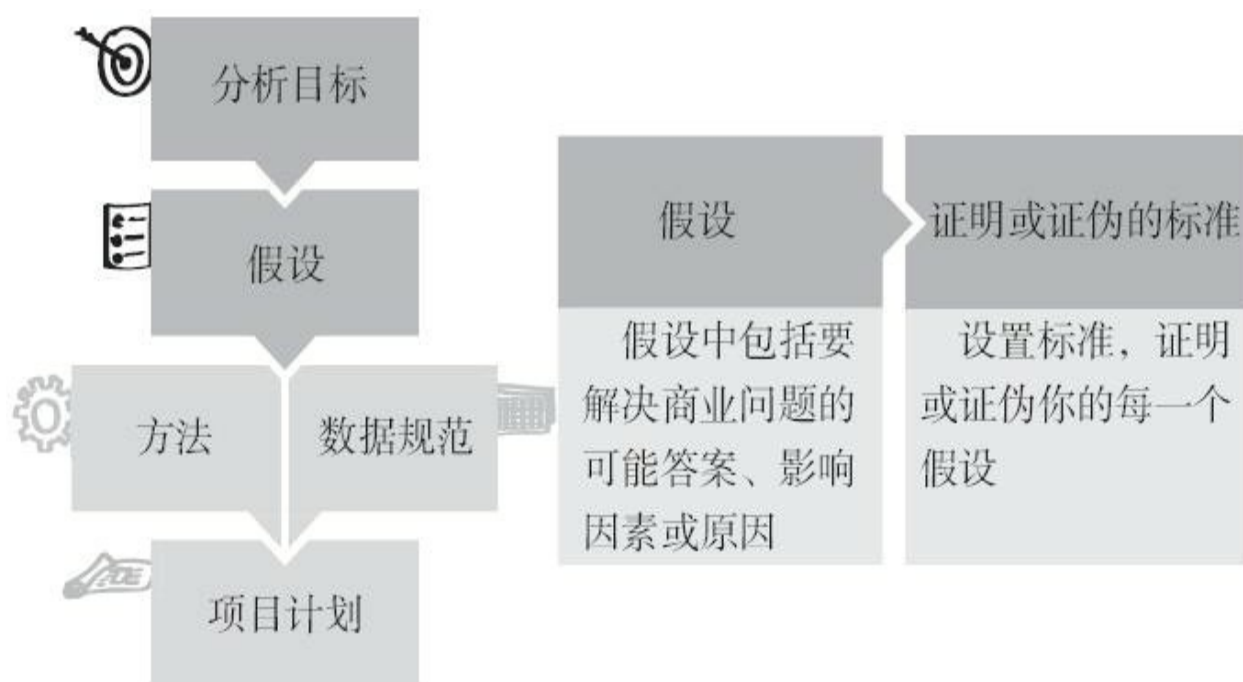 分析目标
假设
方法
数据规范
项目计划
假设
假设中包括要
解决商业问题的
可能答案、影响
因素或原因
证明或证伪的标准
设置标准，证明
或证伪你的每一个
假设